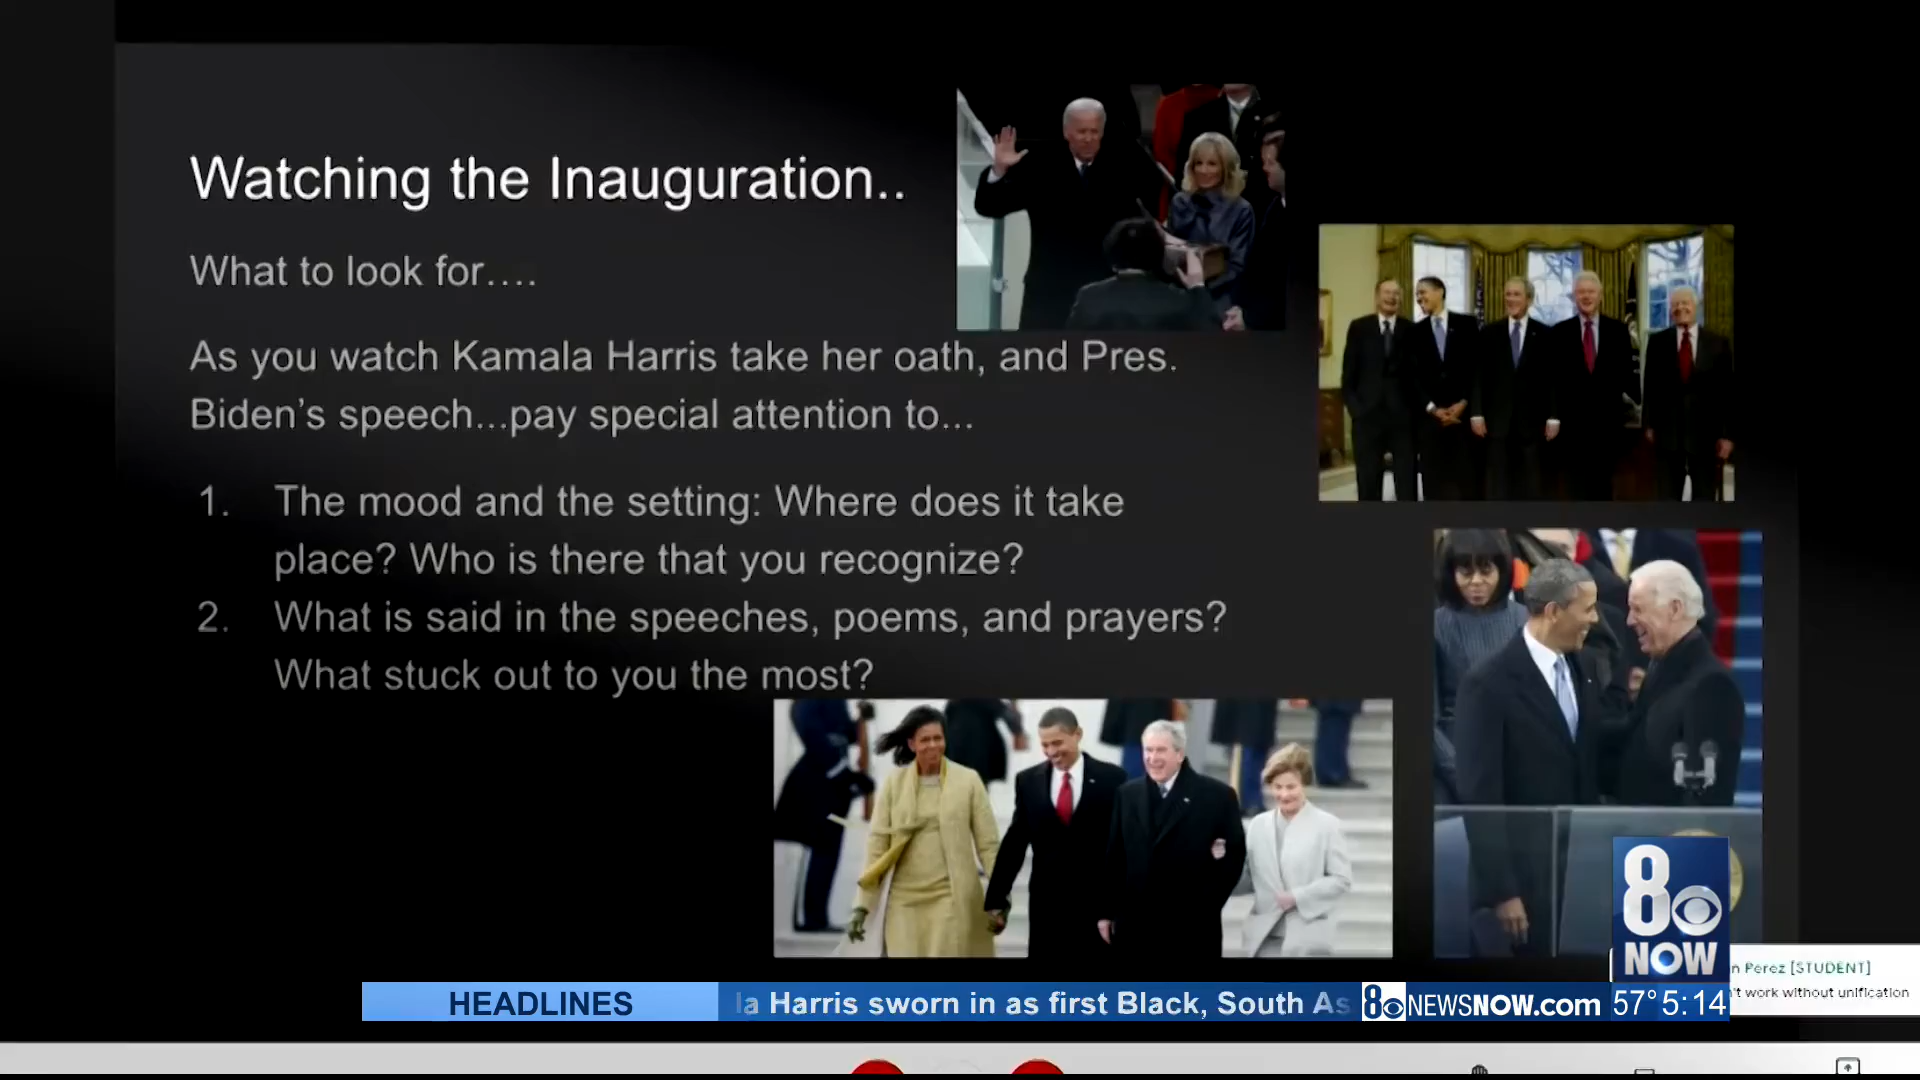 Watching the Inauguration..
What to look for....
As you watch Kamala Harris take her oath, and Pres.
Biden’s speech...pay special attention to...
1. The mood and the setting: Where does it take
place? Who is there that you recognize?
2. What is said in the speeches, poems, and prayers?
What stuck out to you the most?
8
NOW
n Perez [STUDENT]
't work without unification
HEADLINES
la Harris sworn in as first Black, South As
8 NEWSNOW.com 57° 5:14